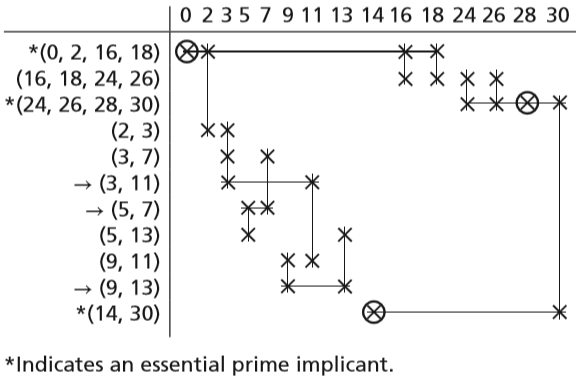 0 2 3 5 7 9 11 13 14 16 18 24 26 28 30
*(0, 2, 16, 18)
(16, 18, 24, 26)
*(24, 26, 28, 30)
(2, 3)
(3, 7)
→ (3, 11)
→ (5, 7)
(5, 13)
(9, 11)
→ (9, 13)
*(14, 30)
*Indicates an essential prime implicant.